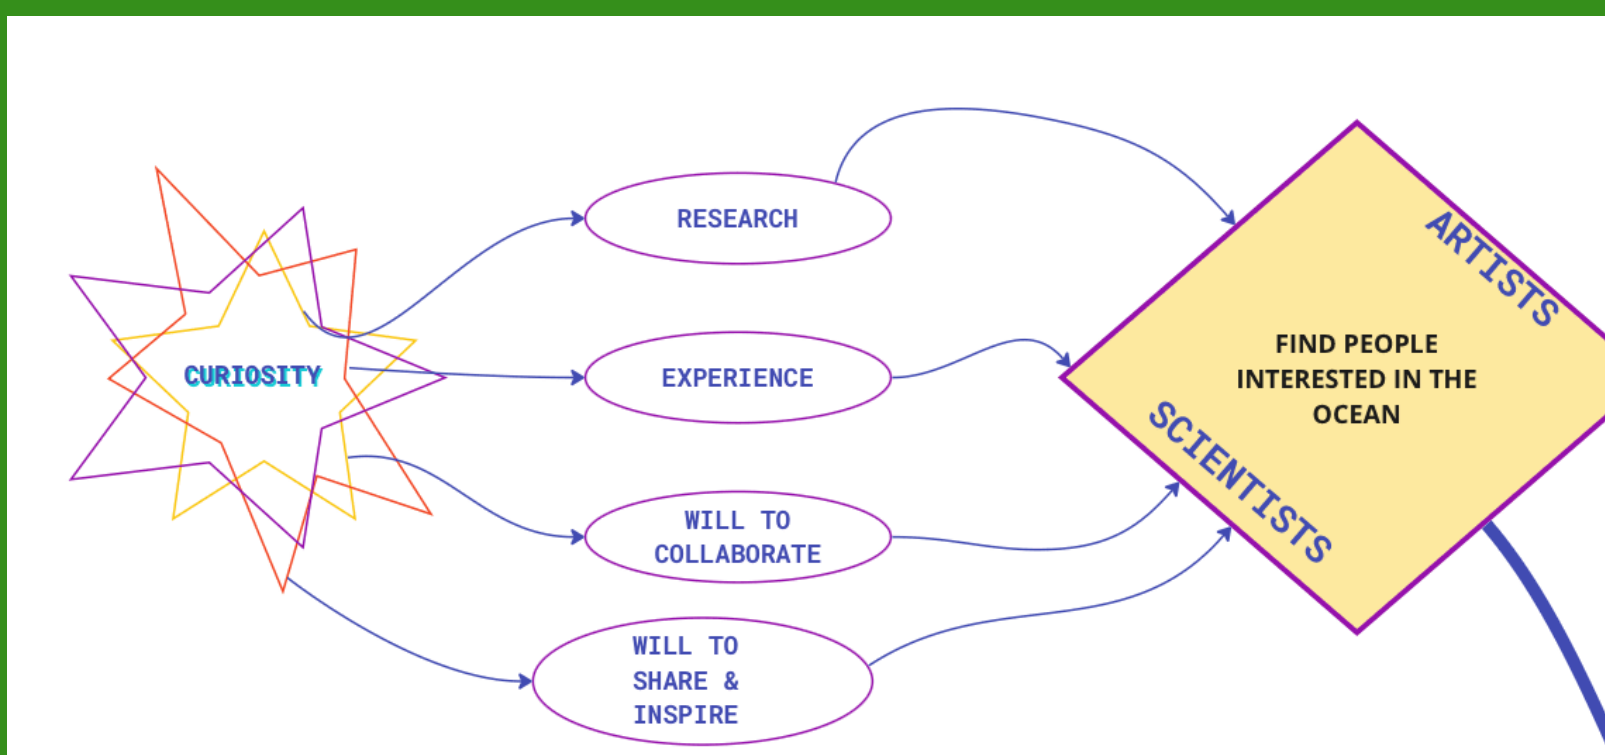 CURIOSITY
RESEARCH
EXPERIENCE
WILL TO
COLLABORATE
WILL TO
SHARE &
INSPIRE
ARTISTS
FIND PEOPLE
INTERESTED IN THE
OCEAN
SCIENTISTS